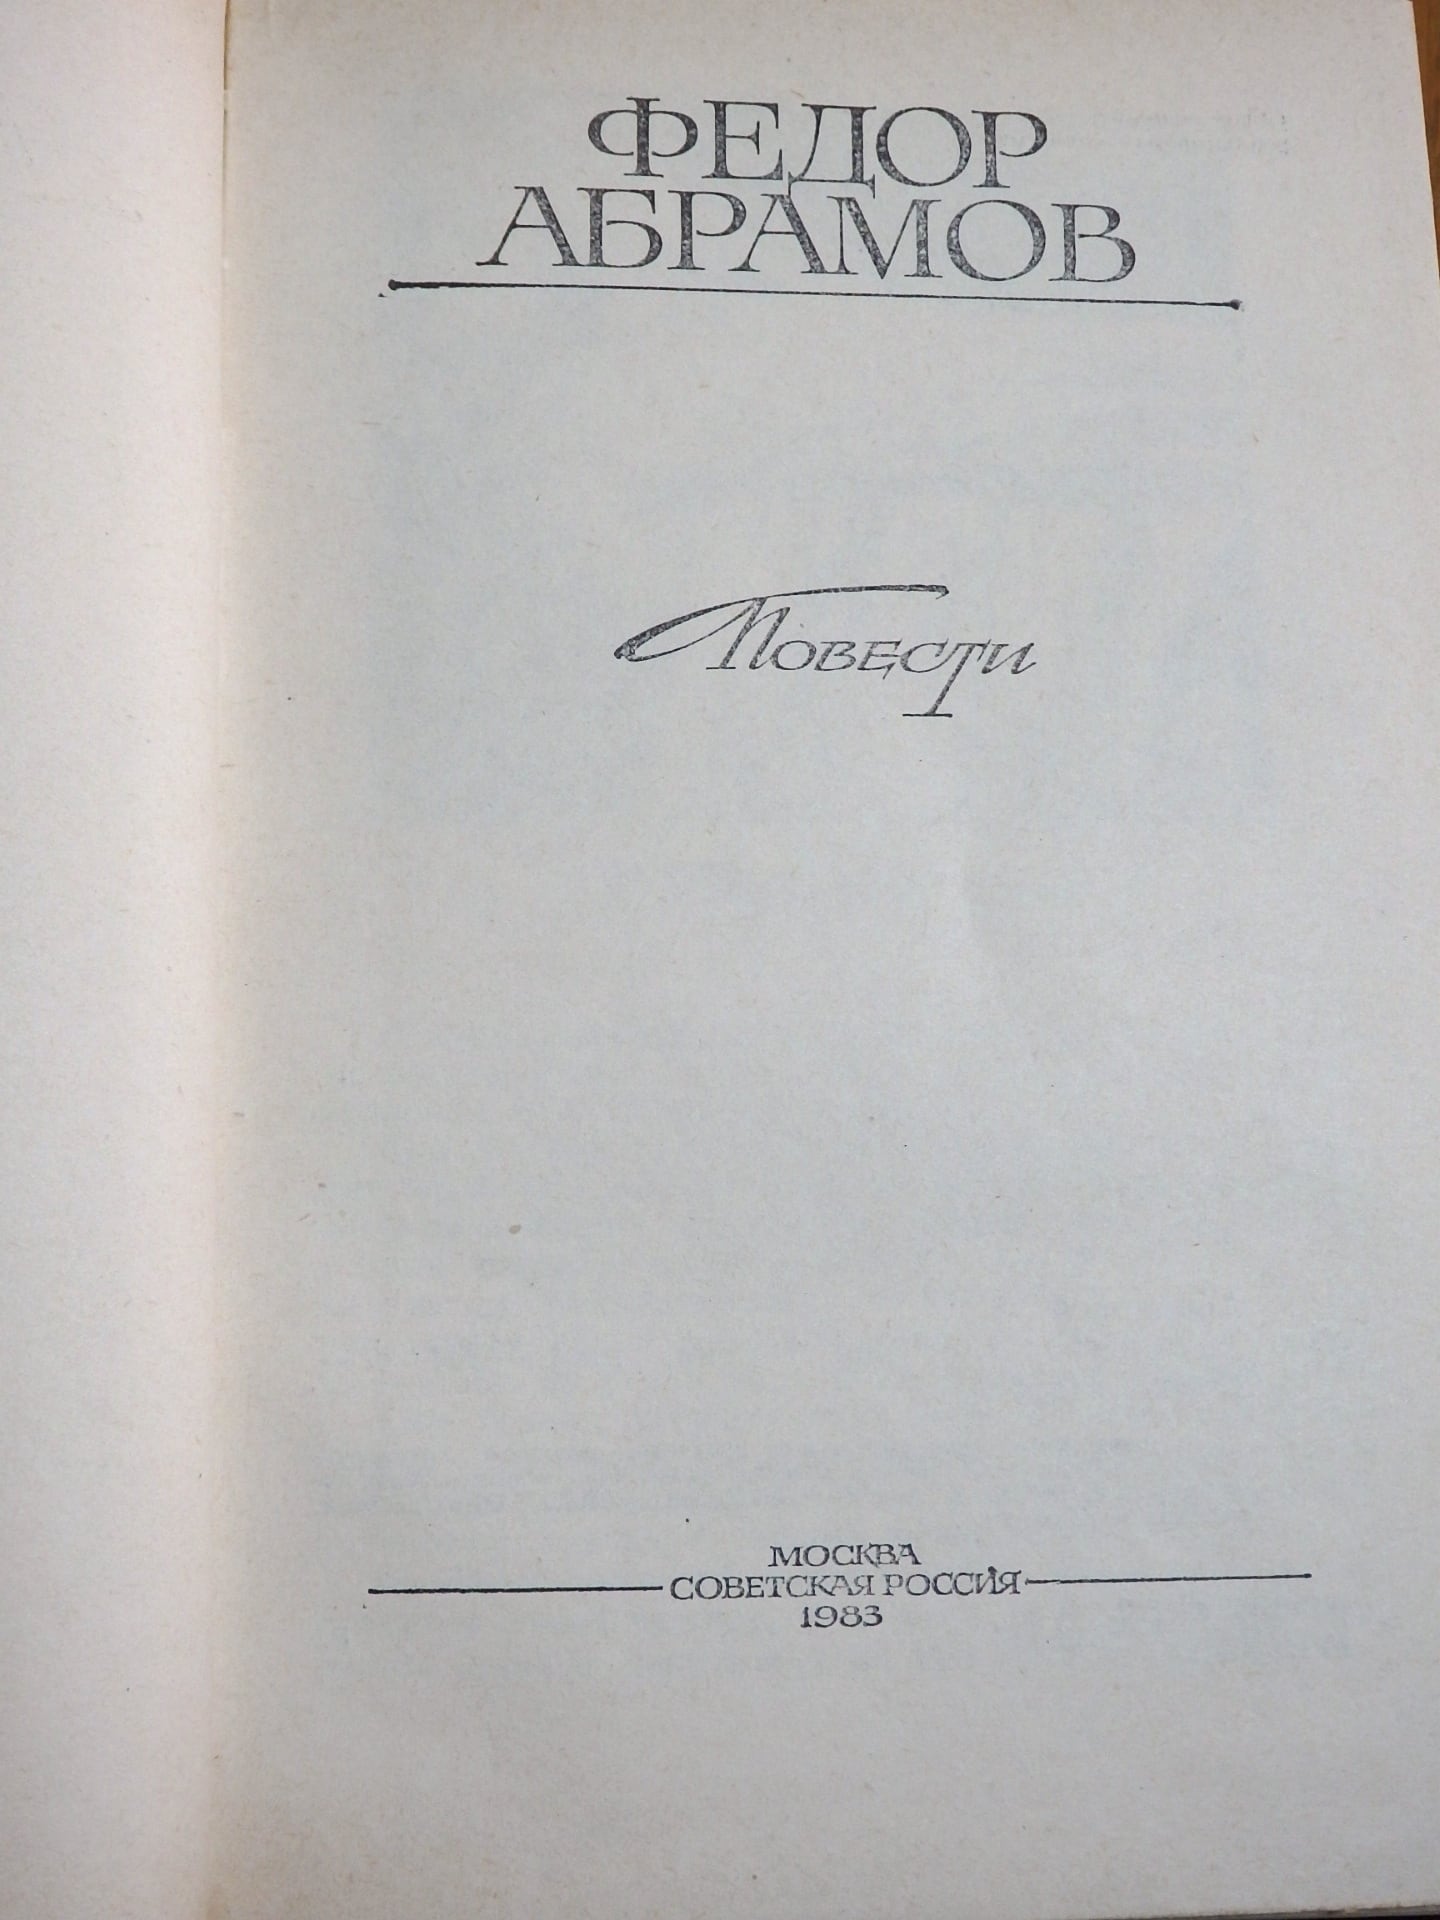 ФЕДОР
АБРАМОВ
Повести
МОСКВА
СОВЕТСКАЯ РОССИЯ
1983